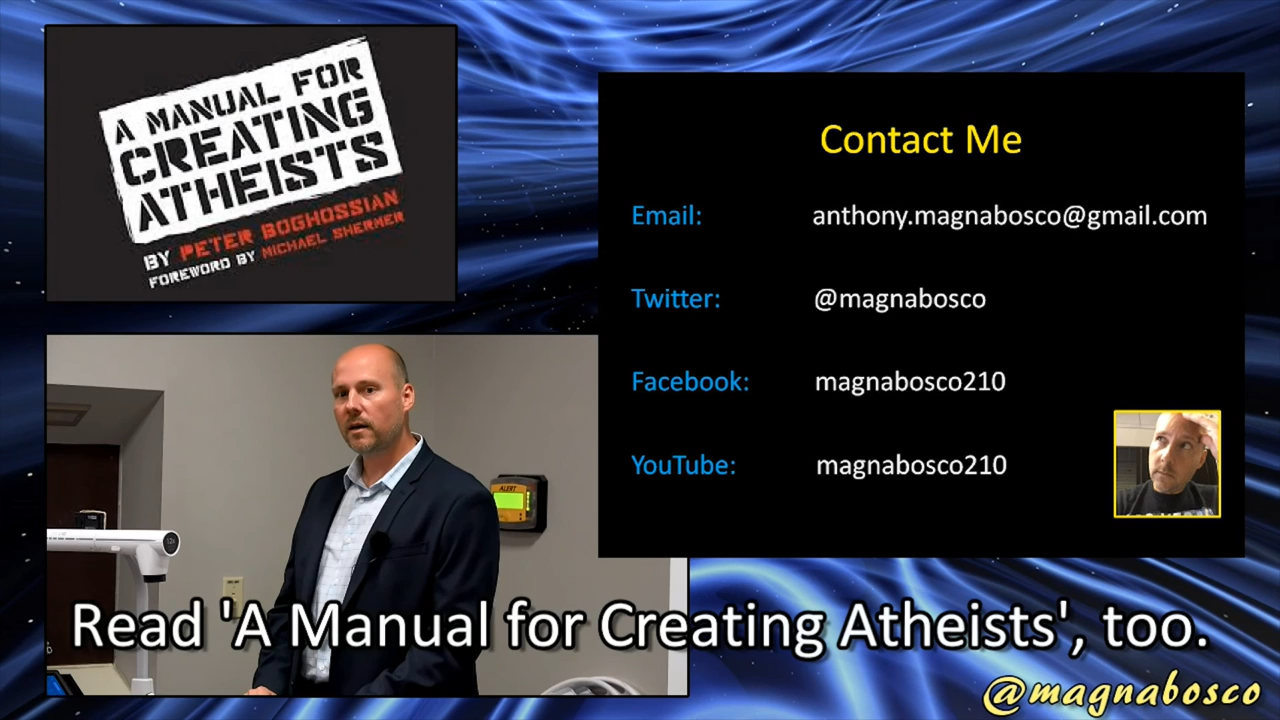 A MANUAL FOR
CREATING
ATHEISTS
BY PETER BOGHOSSIAN
FOREWORD BY MICHAEL SHERMER
Contact Me
Email: anthony.magnabosco@gmail.com
Twitter: @magnabosco
Facebook: magnabosco210
YouTube: magnabosco210
ALERT
Read 'A Manual for Creating Atheists', too.
@magnabosco